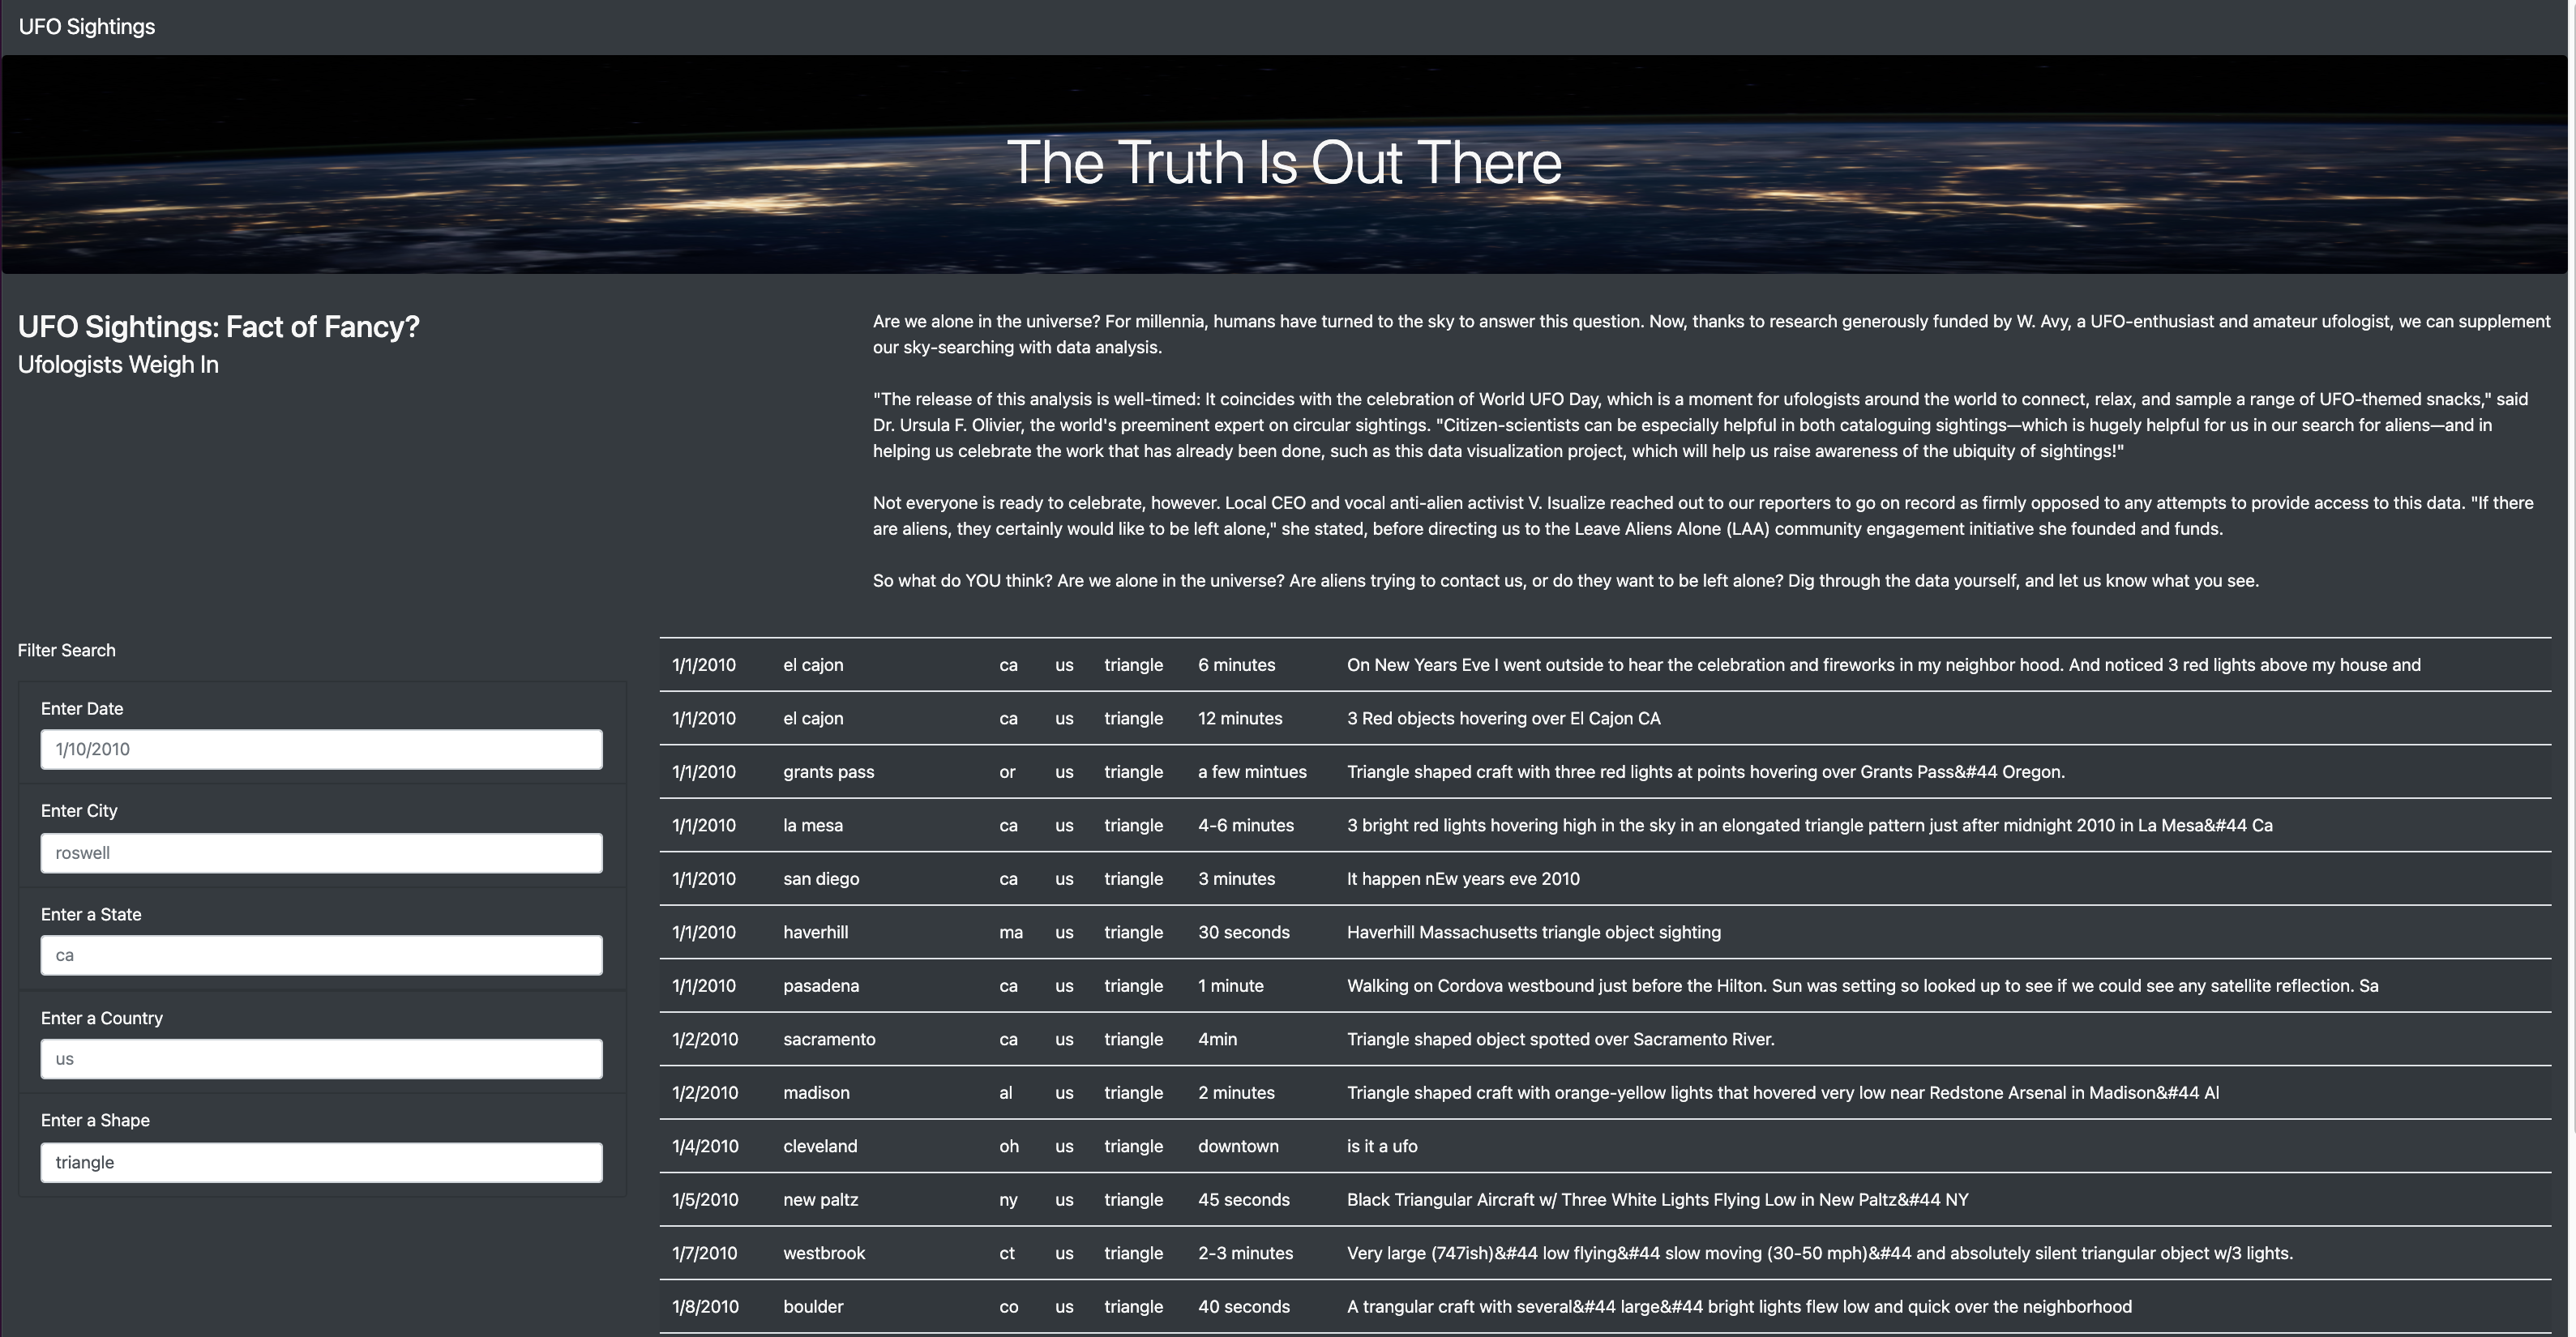 UFO Sightings
The Truth Is Out There
UFO Sightings: Fact of Fancy?
Ufologists Weigh In
Are we alone in the universe? For millennia, humans have turned to the sky to answer this question. Now, thanks to research generously funded by W. Avy, a UFO-enthusiast and amateur ufologist, we can supplement
our sky-searching with data analysis.
"The release of this analysis is well-timed: It coincides with the celebration of World UFO Day, which is a moment for ufologists around the world to connect, relax, and sample a range of UFO-themed snacks," said
Dr. Ursula F. Olivier, the world's preeminent expert on circular sightings. "Citizen-scientists can be especially helpful in both cataloguing sightings—which is hugely helpful for us in our search for aliens—and in
helping us celebrate the work that has already been done, such as this data visualization project, which will help us raise awareness of the ubiquity of sightings!"
Not everyone is ready to celebrate, however. Local CEO and vocal anti-alien activist V. Isualize reached out to our reporters to go on record as firmly opposed to any attempts to provide access to this data. "If there
are aliens, they certainly would like to be left alone," she stated, before directing us to the Leave Aliens Alone (LAA) community engagement initiative she founded and funds.
So what do YOU think? Are we alone in the universe? Are aliens trying to contact us, or do they want to be left alone? Dig through the data yourself, and let us know what you see.
Filter Search
Enter Date
1/10/2010
Enter City
roswell
Enter a State
ca
Enter a Country
us
Enter a Shape
triangle
1/1/2010 el cajon ca us triangle 6 minutes On New Years Eve I went outside to hear the celebration and fireworks in my neighbor hood. And noticed 3 red lights above my house and
1/1/2010 el cajon ca us triangle 12 minutes 3 Red objects hovering over El Cajon CA
1/1/2010 grants pass or us triangle a few mintues Triangle shaped craft with three red lights at points hovering over Grants Pass&#44 Oregon.
1/1/2010 la mesa ca us triangle 4-6 minutes 3 bright red lights hovering high in the sky in an elongated triangle pattern just after midnight 2010 in La Mesa&#44 Ca
1/1/2010 san diego ca us triangle 3 minutes It happen nEw years eve 2010
1/1/2010 haverhill ma us triangle 30 seconds Haverhill Massachusetts triangle object sighting
1/1/2010 pasadena ca us triangle 1 minute Walking on Cordova westbound just before the Hilton. Sun was setting so looked up to see if we could see any satellite reflection. Sa
1/2/2010 sacramento ca us triangle 4min Triangle shaped object spotted over Sacramento River.
1/2/2010 madison al us triangle 2 minutes Triangle shaped craft with orange-yellow lights that hovered very low near Redstone Arsenal in Madison&#44 Al
1/4/2010 cleveland oh us triangle downtown is it a ufo
1/5/2010 new paltz ny us triangle 45 seconds Black Triangular Aircraft w/ Three White Lights Flying Low in New Paltz&#44 NY
1/7/2010 westbrook ct us triangle 2-3 minutes Very large (747ish)&#44 low flying&#44 slow moving (30-50 mph)&#44 and absolutely silent triangular object w/3 lights.
1/8/2010 boulder co us triangle 40 seconds A trangular craft with several&#44 large&#44 bright lights flew low and quick over the neighborhood